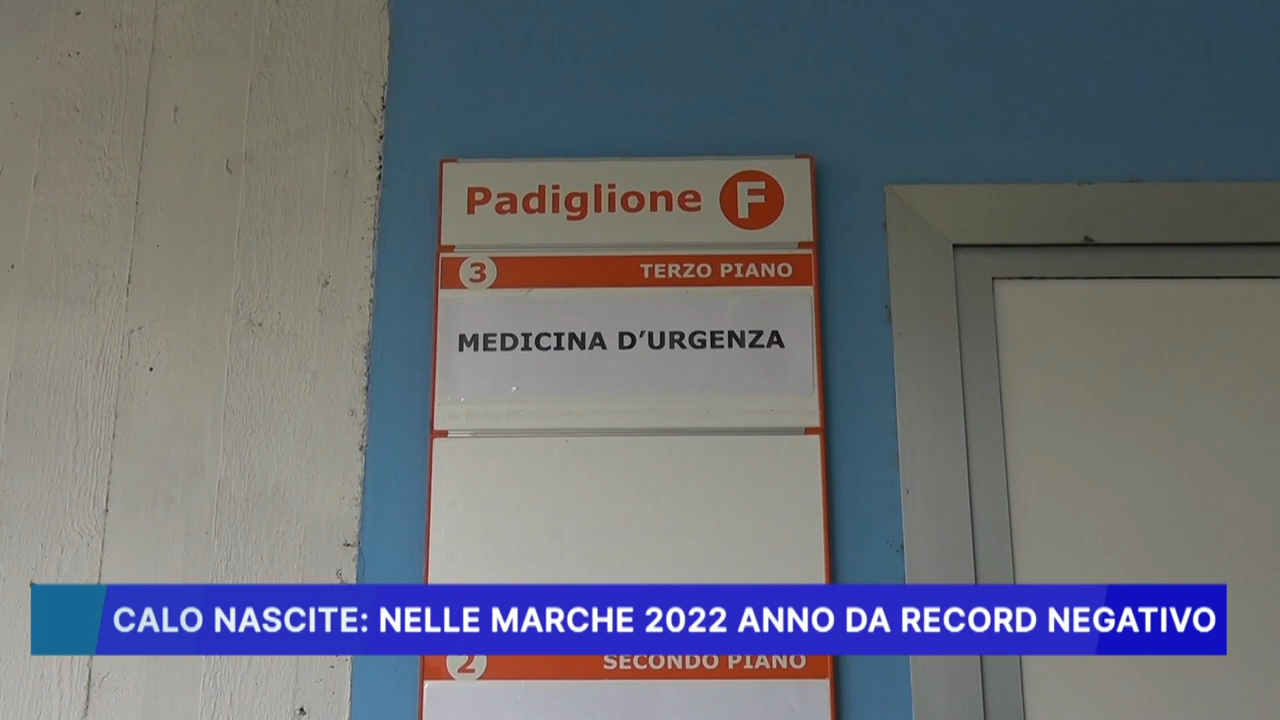 Padiglione F
3 TERZO PIANO
MEDICINA D'URGENZA
CALO NASCITE: NELLE MARCHE 2022 ANNO DA RECORD NEGATIVO
2 SECONDO PIANO